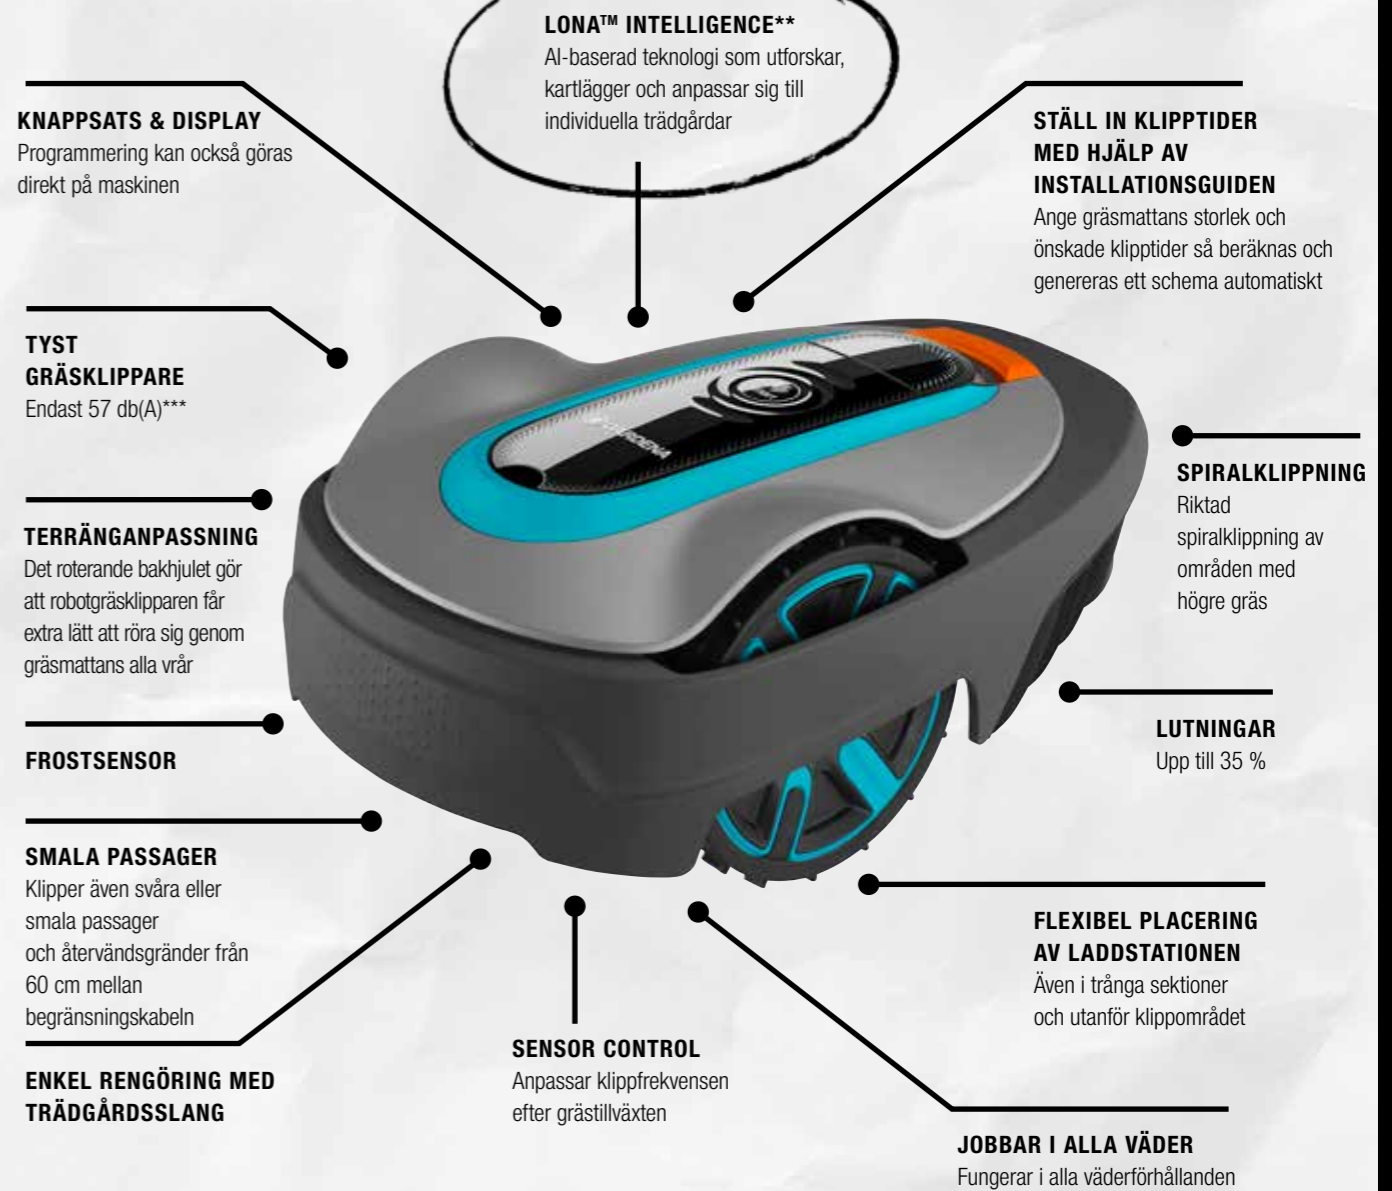 LONA™ INTELLIGENCE**
AI-baserad teknologi som utforskar,
kartlägger och anpassar sig till
individuella trädgårdar
KNAPPSATS & DISPLAY
Programmering kan också göras
direkt på maskinen
STÄLL IN KLIPPTIDER
MED HJÄLP AV
INSTALLATIONSGUIDEN
Ange gräsmattans storlek och
önskade klipptider så beräknas och
genereras ett schema automatiskt
TYST
GRÄSKLIPPARE
Endast 57 db(A)***
GARDENA
SPIRALKLIPPNING
Riktad
spiralklippning av
områden med
högre gräs
TERRÄNGANPASSNING
Det roterande bakhjulet gör
att robotgräsklipparen får
extra lätt att röra sig genom
gräsmattans alla vrår
LUTNINGAR
Upp till 35 %
FROSTSENSOR
SMALA PASSAGER
Klipper även svåra eller
smala passager
och återvändsgränder från
60 cm mellan
begränsningskabeln
FLEXIBEL PLACERING
AV LADDSTATIONEN
Även i trånga sektioner
och utanför klippområdet
ENKEL RENGÖRING MED
TRÄDGÅRDSSLANG
SENSOR CONTROL
Anpassar klippfrekvensen
efter grästillväxten
JOBBAR I ALLA VÄDER
Fungerar i alla väderförhållanden